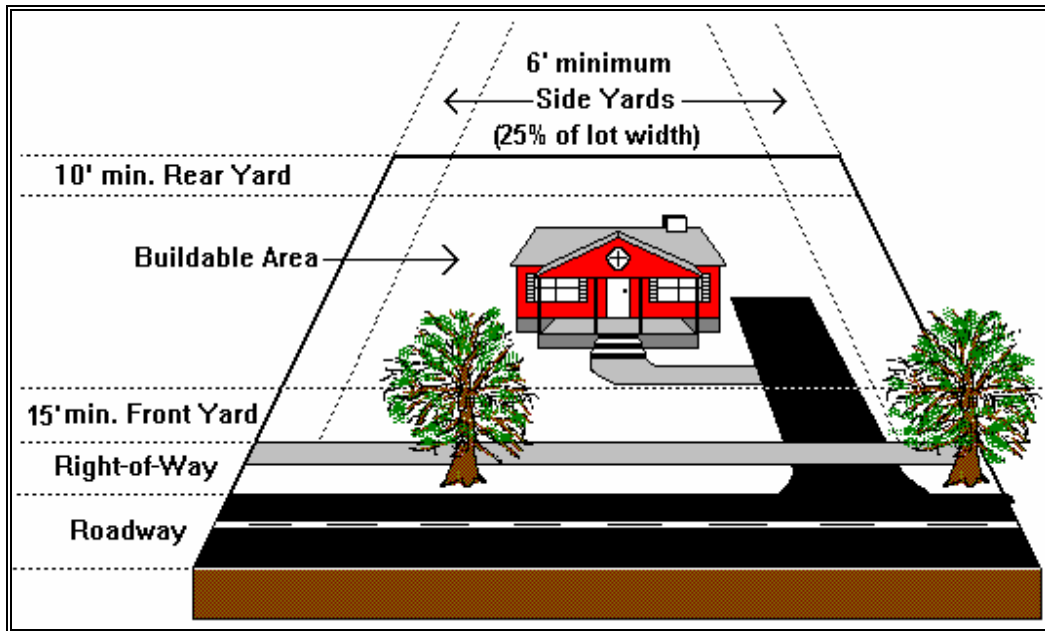 6' minimum
Side Yards
(25% of lot width)
10' min. Rear Yard
Buildable Area
15' min. Front Yard
Right-of-Way
Roadway